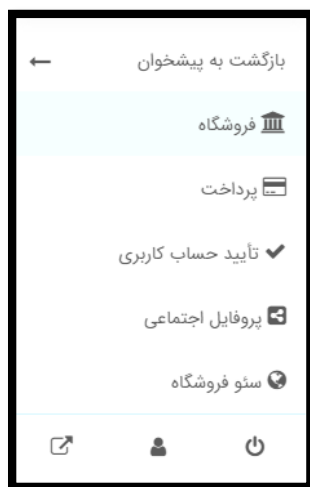 بازگشت به پیشخوان
فروشگاه
پرداخت
تأیید حساب کاربری
پروفایل اجتماعی
سئو فروشگاه